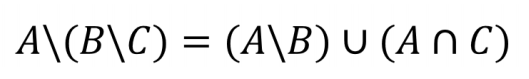 A\(B\C) = (A\B) ∪ (A ∩ C)